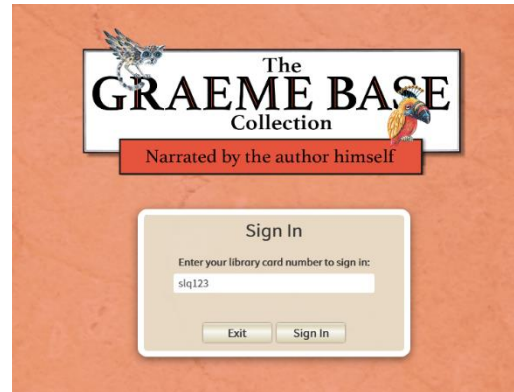 The
GRAEME BASE
Collection
Narrated by the author himself
Sign In
Enter your library card number to sign in:
slq123
Exit Sign In